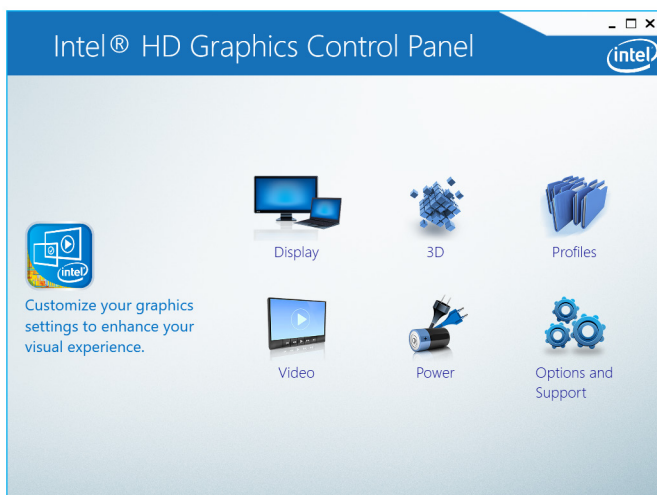 Intel® HD Graphics Control Panel
intel
Display
3D
Profiles
intel
Customize your graphics
settings to enhance your
visual experience.
Video
Power
Options and
Support